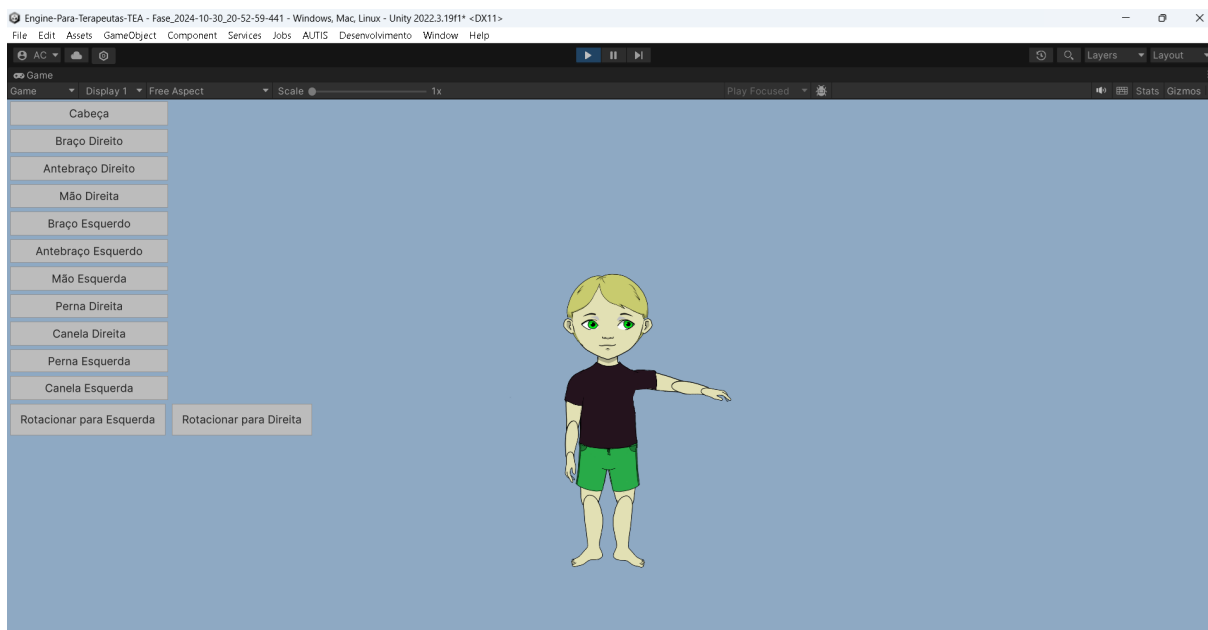 Engine-Para-Terapeutas-TEA - Fase_2024-10-30_20-52-59-441 - Windows, Mac, Linux - Unity 2022.3.19f1* <DX11>
File Edit Assets GameObject Component Services Jobs AUTIS Desenvolvimento Window Help
AC Layers Layout
Game
Game Display 1 Free Aspect Scale 1x Play Focused Stats Gizmos
Cabeça
Braço Direito
Antebraço Direito
Mão Direita
Braço Esquerdo
Antebraço Esquerdo
Mão Esquerda
Perna Direita
Canela Direita
Perna Esquerda
Canela Esquerda
Rotacionar para Esquerda Rotacionar para Direita